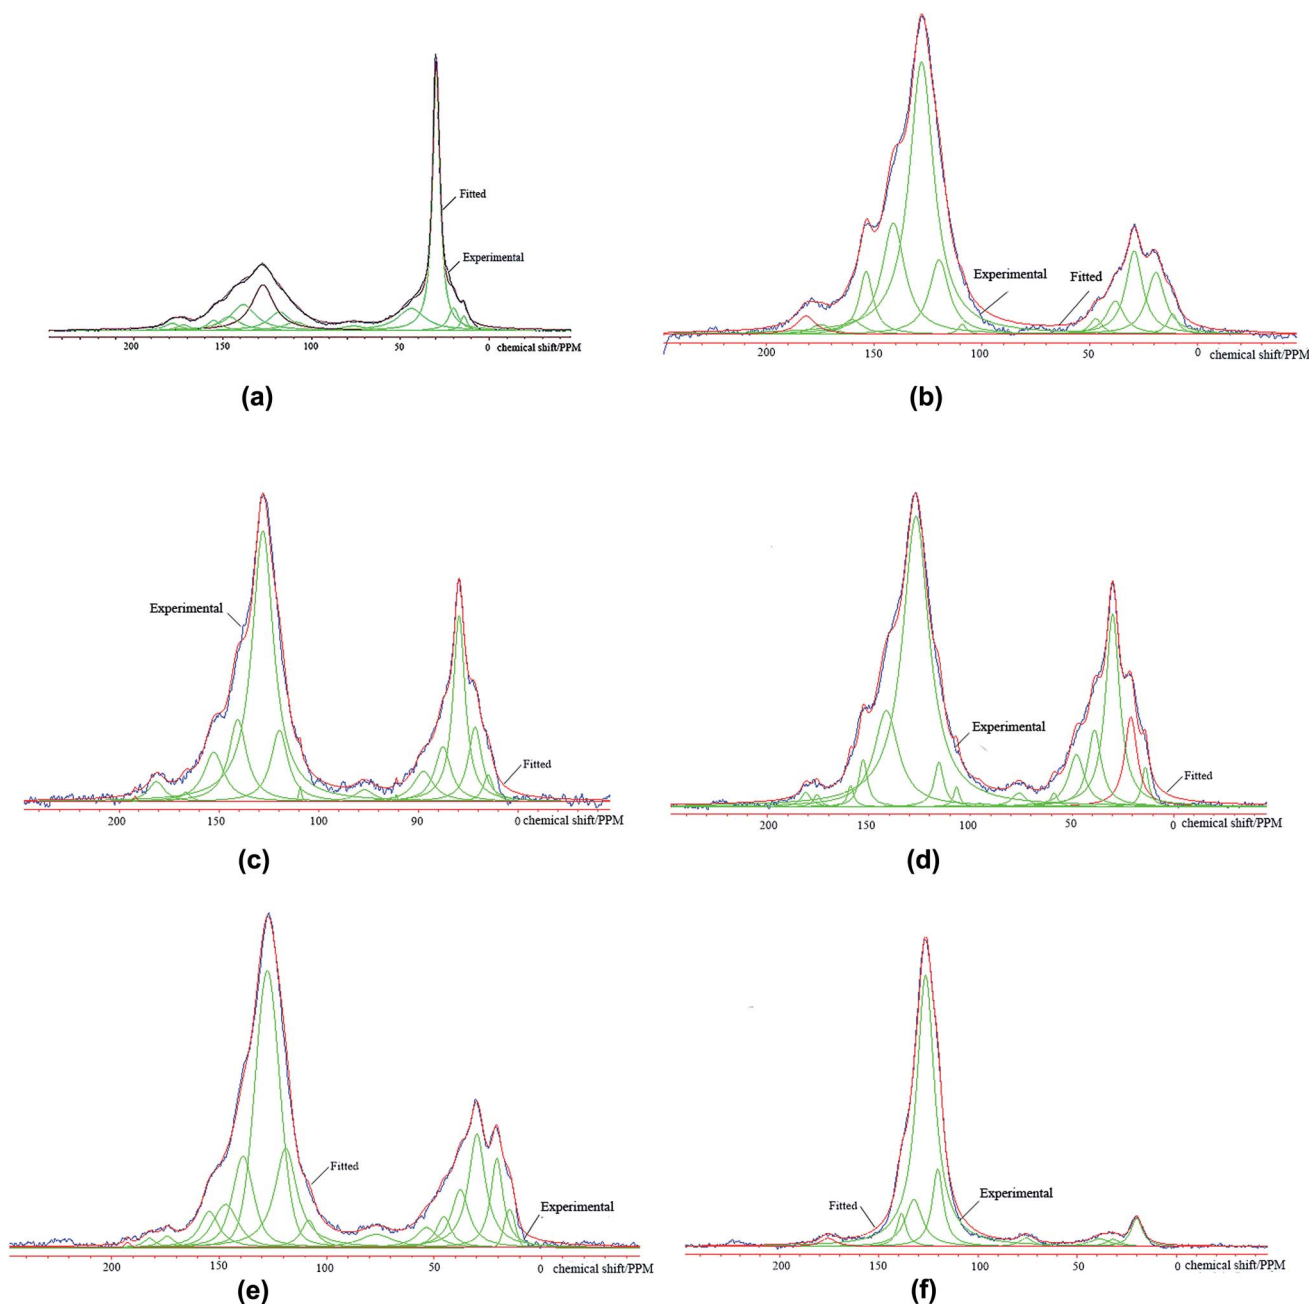 Fitted
Experimental
200 150 100 50 0 chemical shift/PPM
(a)
Experimental Fitted
200 150 100 50 0 chemical shift/PPM
(b)
Experimental
Fitted
200 150 100 90 0 chemical shift/PPM
(c)
Experimental
Fitted
200 150 100 50 0 chemical shift/PPM
(d)
Fitted
Experimental
200 150 100 50 0 chemical shift/PPM
(e)
Fitted Experimental
200 150 100 50 0 chemical shift/PPM
(f)